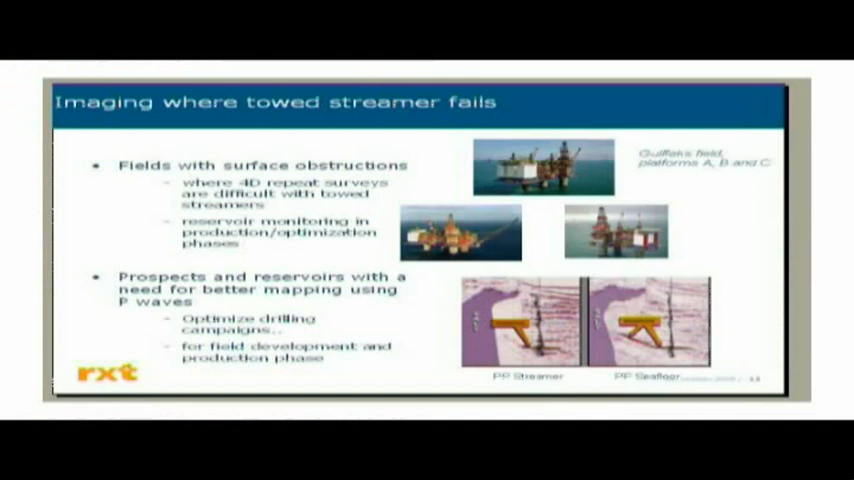 Imaging where towed streamer fails
• Fields with surface obstructions
- where 4D repeat surveys
are difficult with towed
streamers
- reservoir monitoring in
production/optimization
phases
• Prospects and reservoirs with a
need for better mapping using
P waves
- Optimize drilling
campaigns..
- for field development and
production phase
Gullfaks field,
platforms A, B and C
PP Streamer
PP Seafloor
rxt